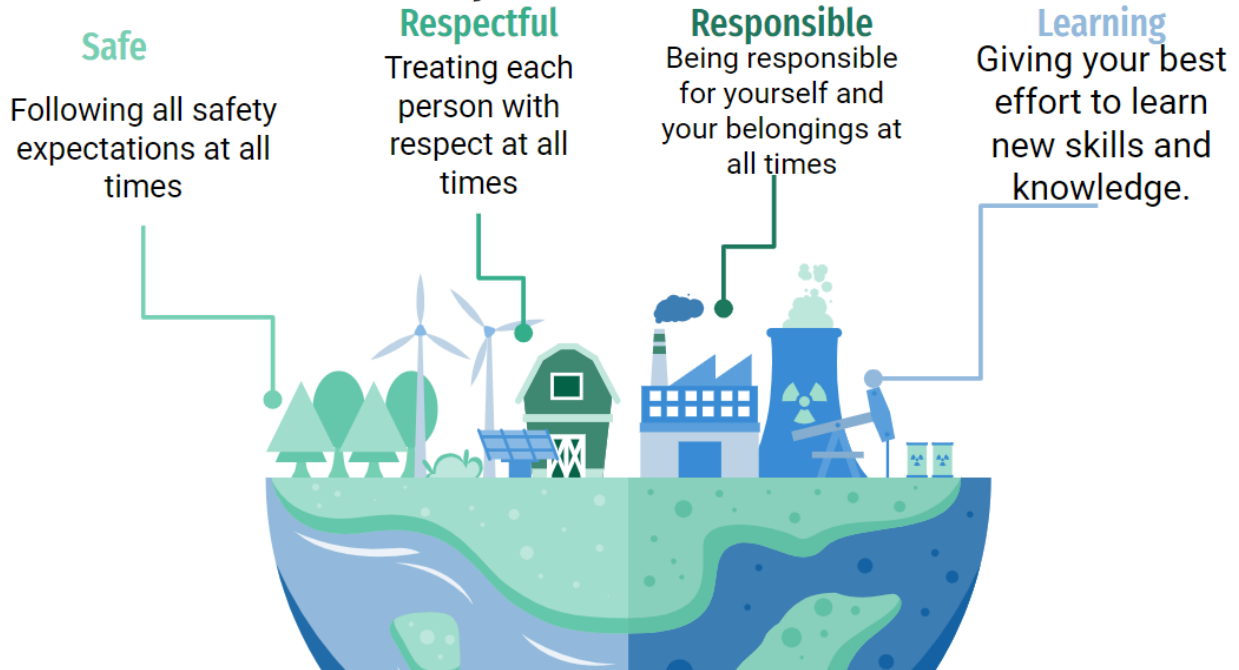 Safe
Following all safety
expectations at all
times
Respectful
Treating each
person with
respect at all
times
Responsible
Being responsible
for yourself and
your belongings at
all times
Learning
Giving your best
effort to learn
new skills and
knowledge.